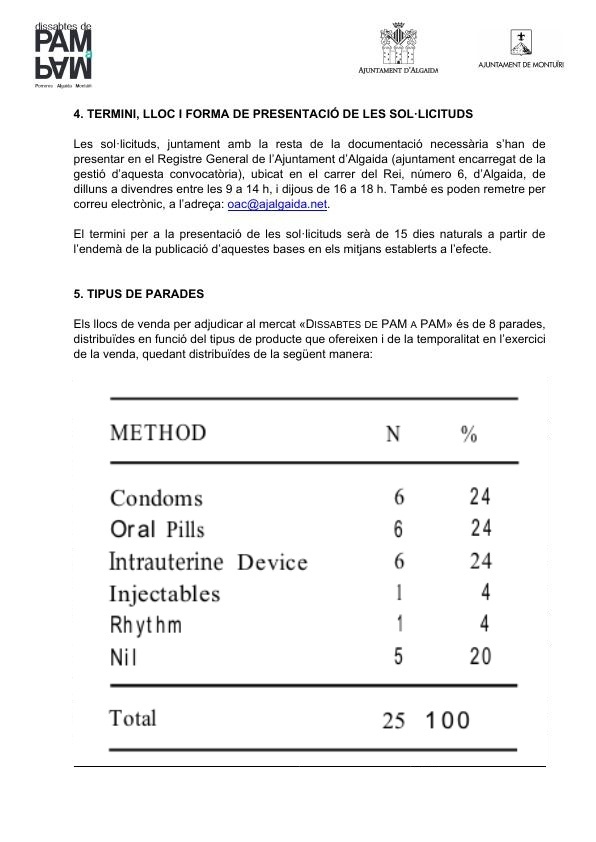 dissabtes de
PAM
a
PAM
Porreres Algaida Montuïri
AJUNTAMENT D'ALGAIDA
AJUNTAMENT DE MONTUÏRI
4. TERMINI, LLOC I FORMA DE PRESENTACIÓ DE LES SOL·LICITUDS
Les sol·licituds, juntament amb la resta de la documentació necessària s'han de
presentar en el Registre General de l'Ajuntament d'Algaida (ajuntament encarregat de la
gestió d'aquesta convocatòria), ubicat en el carrer del Rei, número 6, d'Algaida, de
dilluns a divendres entre les 9 a 14 h, i dijous de 16 a 18 h. També es poden remetre per
correu electrònic, a l'adreça: oac@ajalgaida.net.
El termini per a la presentació de les sol·licituds serà de 15 dies naturals a partir de
l'endemà de la publicació d'aquestes bases en els mitjans establerts a l'efecte.
5. TIPUS DE PARADES
Els llocs de venda per adjudicar al mercat «DISSABTES DE PAM A PAM» és de 8 parades,
distribuïdes en funció del tipus de producte que ofereixen i de la temporalitat en l'exercici
de la venda, quedant distribuïdes de la següent manera:
METHOD N %
Condoms 6 24
Oral Pills 6 24
Intrauterine Device 6 24
Injectables 1 4
Rhythm 1 4
Nil 5 20
Total 25 100